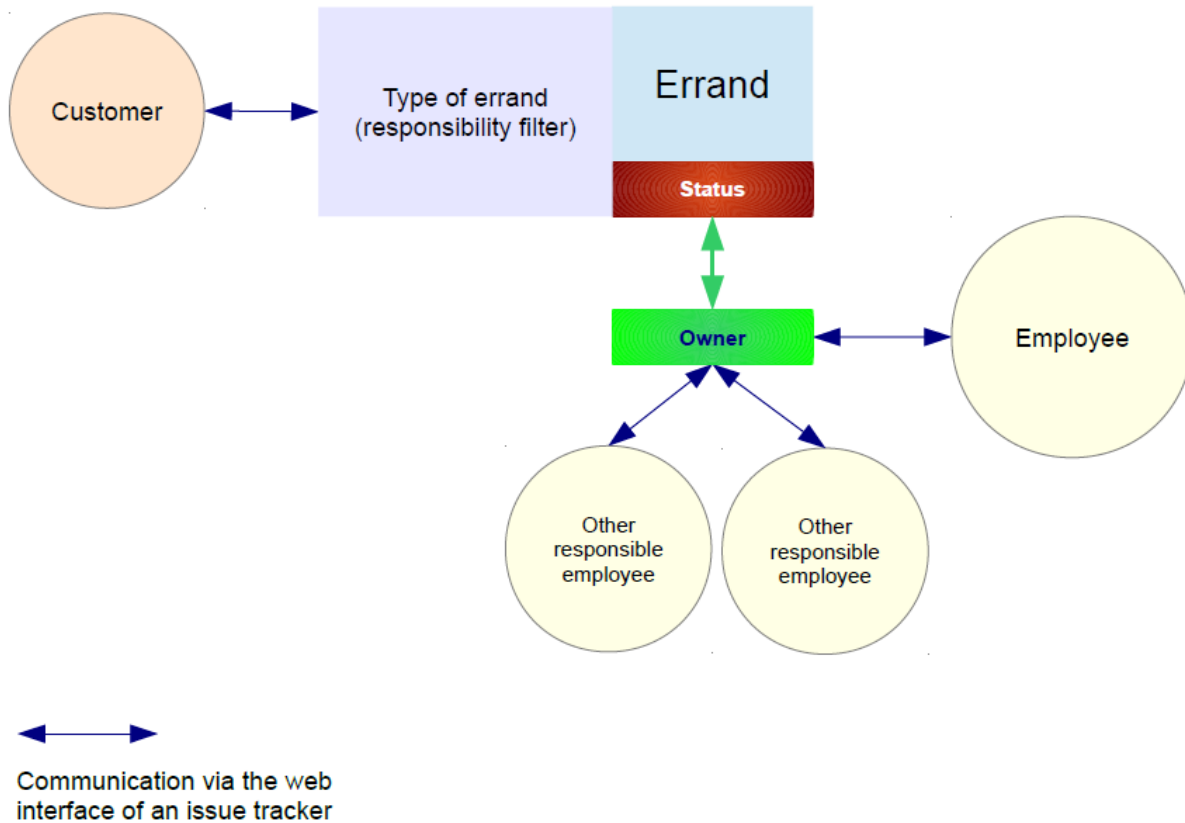 Customer
Type of errand
(responsibility filter)
Errand
Status
Owner
Employee
Other
responsible
employee
Other
responsible
employee
Communication via the web
interface of an issue tracker